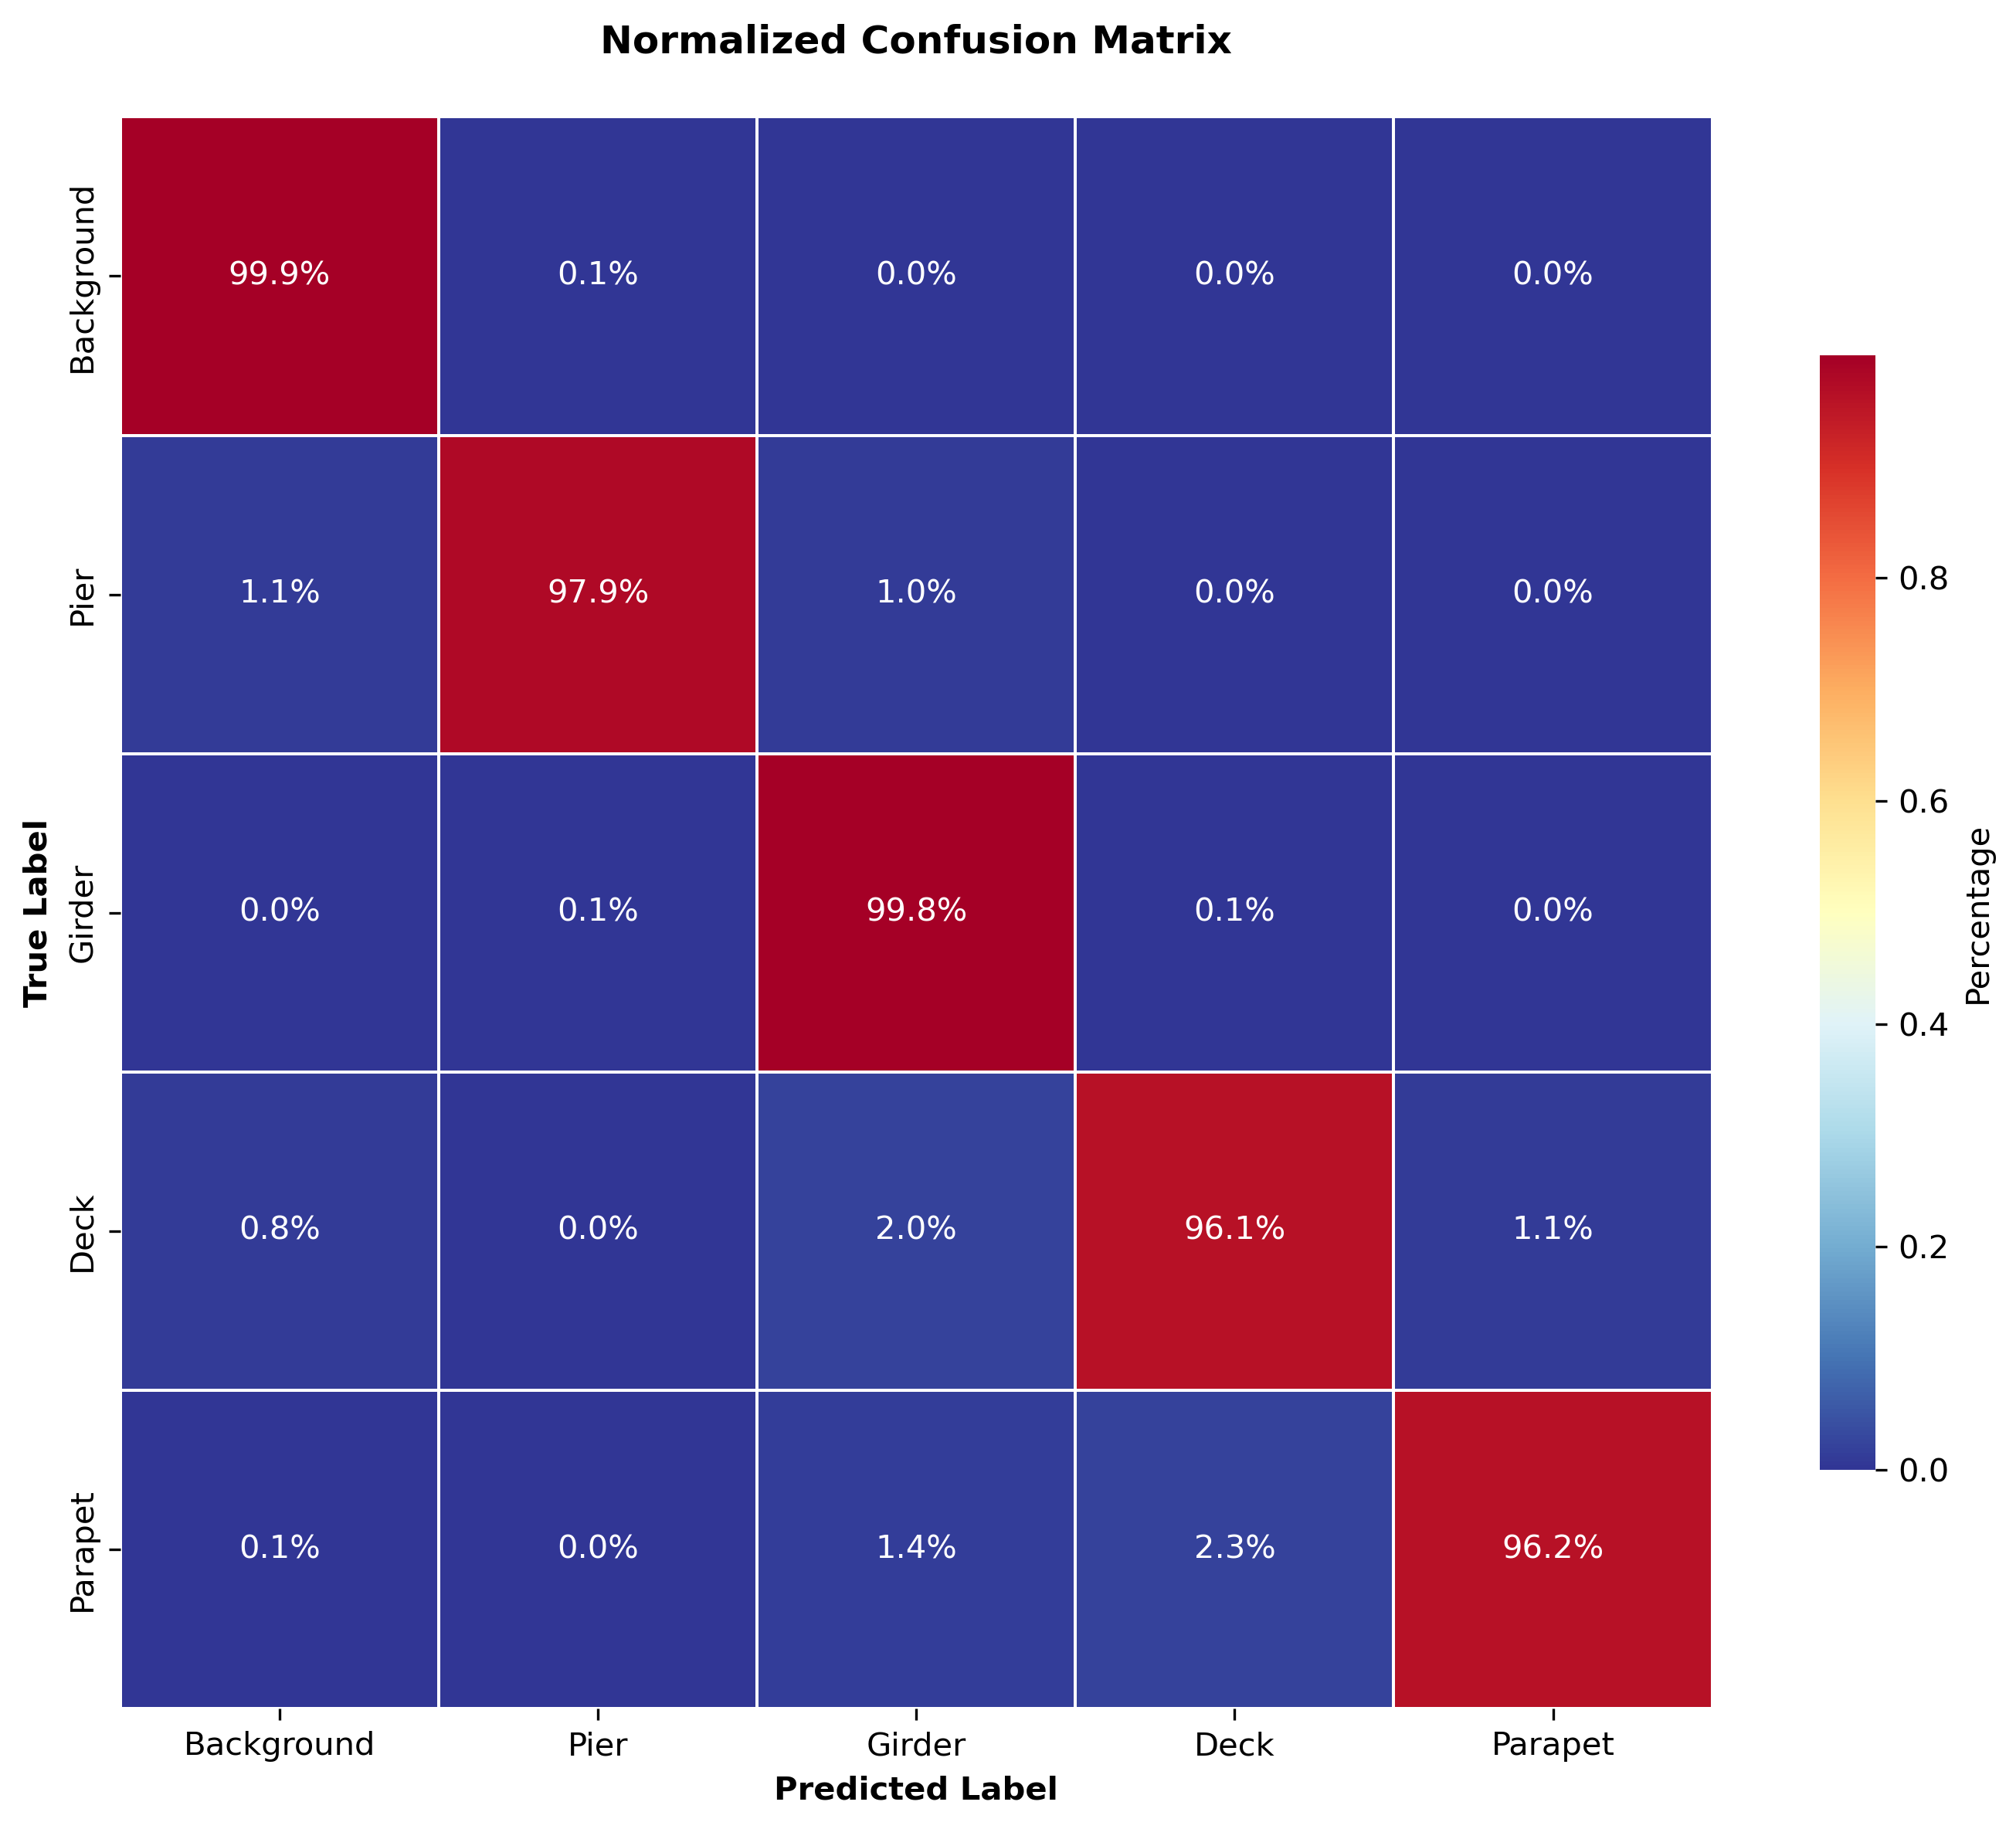 Normalized Confusion Matrix
Background 99.9% 0.1% 0.0% 0.0% 0.0%
Pier 1.1% 97.9% 1.0% 0.0% 0.0%
Girder 0.0% 0.1% 99.8% 0.1% 0.0%
Deck 0.8% 0.0% 2.0% 96.1% 1.1%
Parapet 0.1% 0.0% 1.4% 2.3% 96.2%
True Label
Background Pier Girder Deck Parapet
Predicted Label
0.8
0.6
0.4
0.2
0.0
Percentage